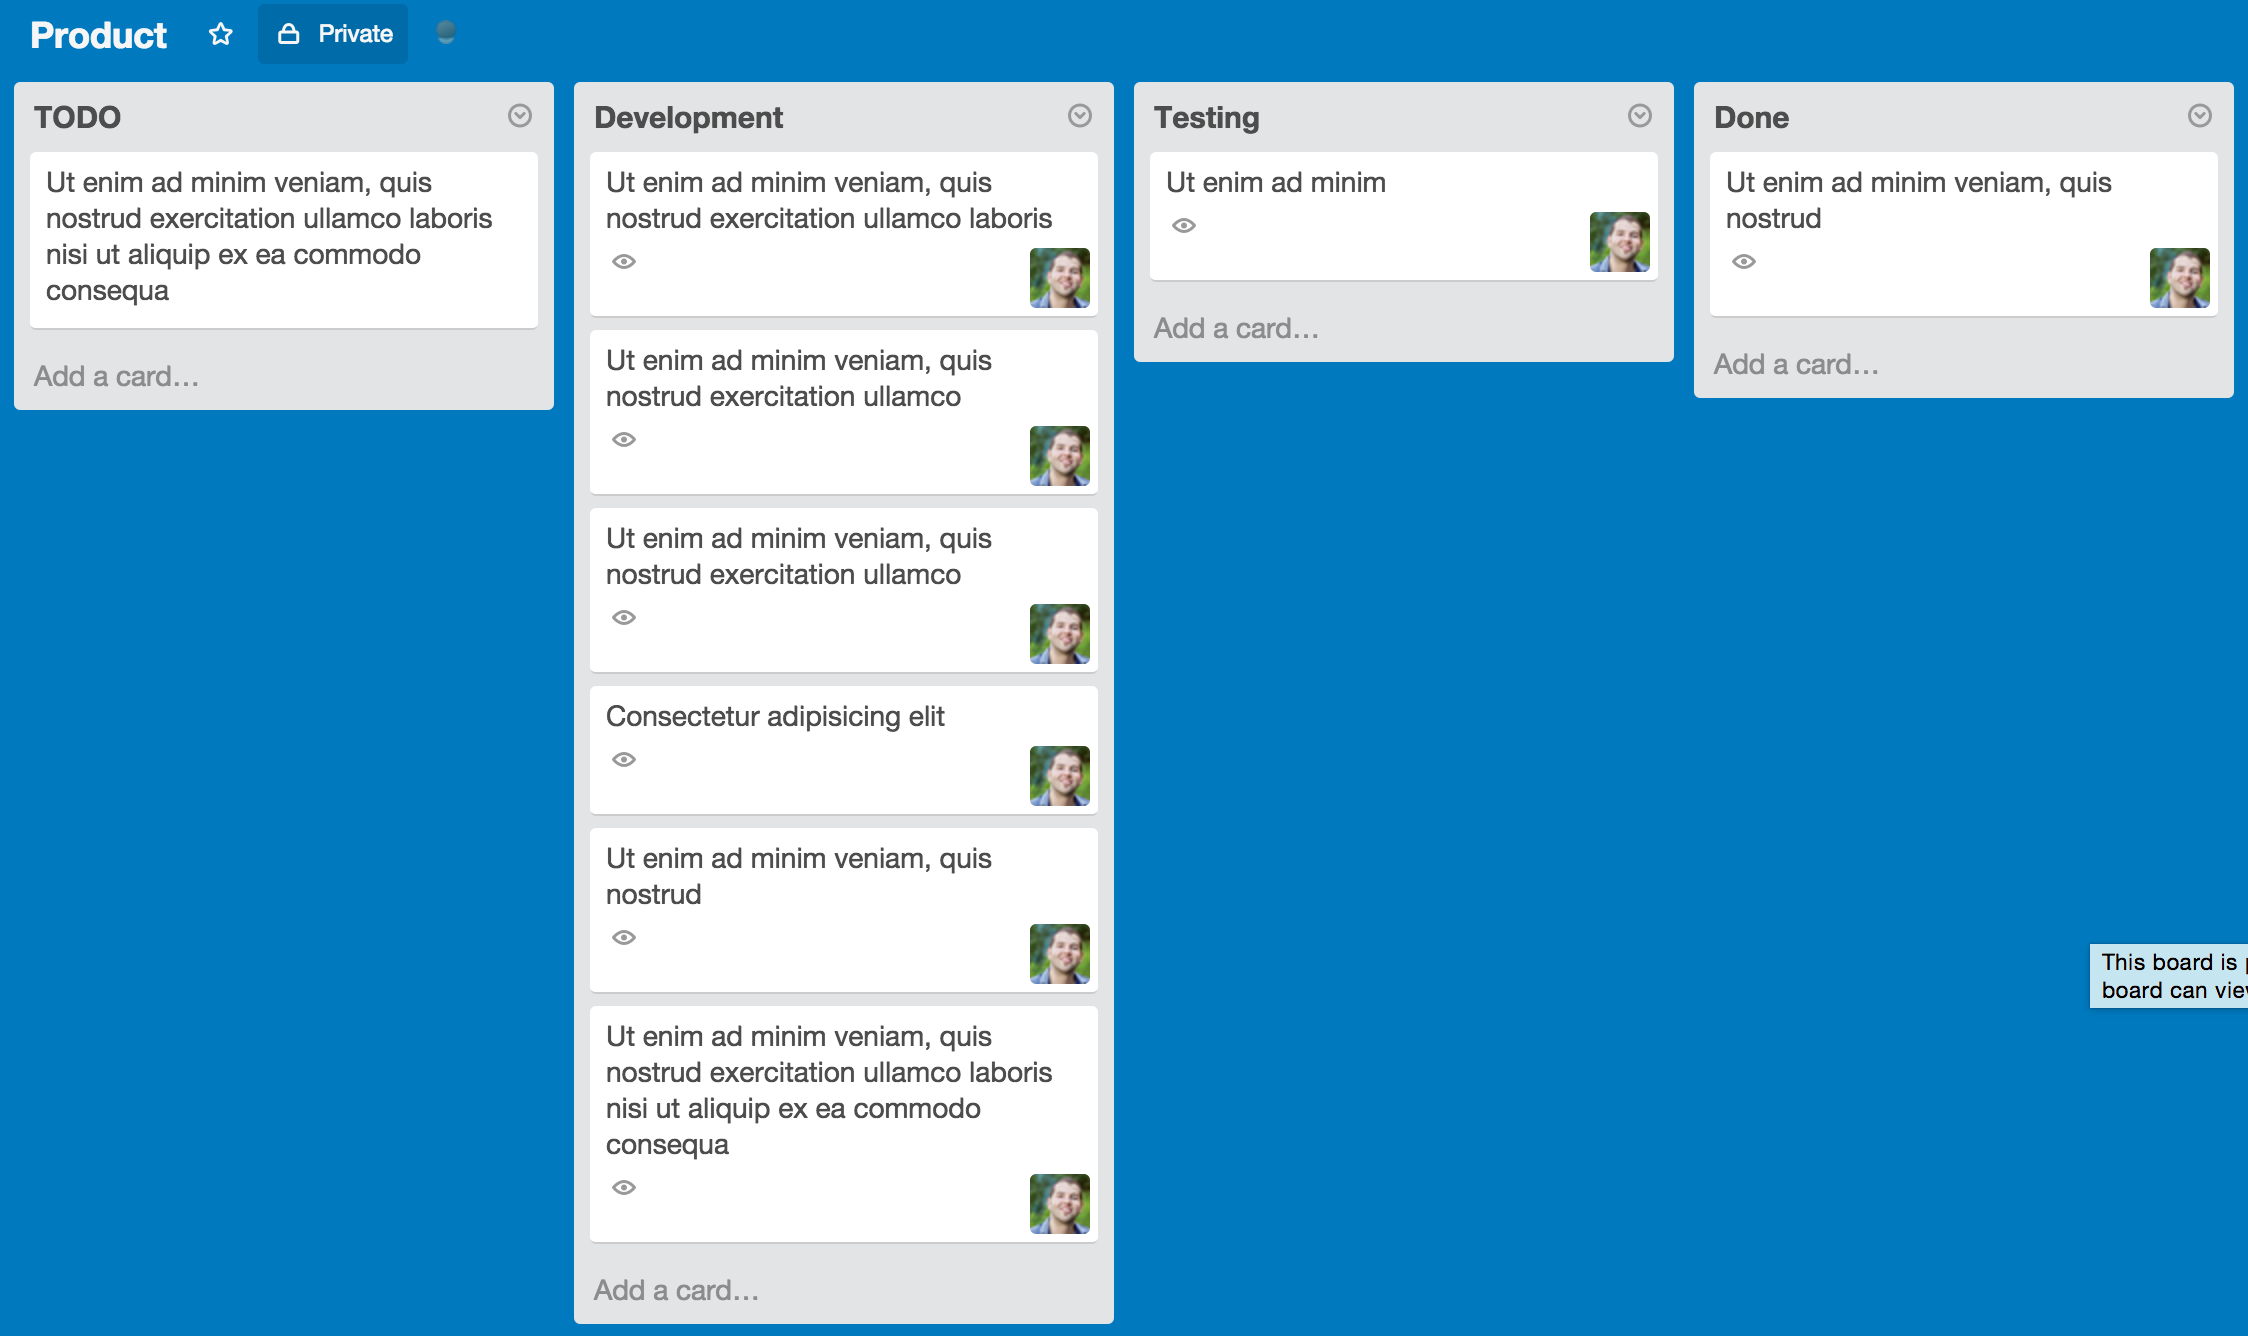 Product
Private
TODO
Ut enim ad minim veniam, quis
nostrud exercitation ullamco laboris
nisi ut aliquip ex ea commodo
consequa
Add a card…
Development
Ut enim ad minim veniam, quis
nostrud exercitation ullamco laboris
Ut enim ad minim veniam, quis
nostrud exercitation ullamco
Ut enim ad minim veniam, quis
nostrud exercitation ullamco
Consectetur adipisicing elit
Ut enim ad minim veniam, quis
nostrud
Ut enim ad minim veniam, quis
nostrud exercitation ullamco laboris
nisi ut aliquip ex ea commodo
consequa
Add a card…
Testing
Ut enim ad minim
Add a card…
Done
Ut enim ad minim veniam, quis
nostrud
Add a card…
This board is
board can